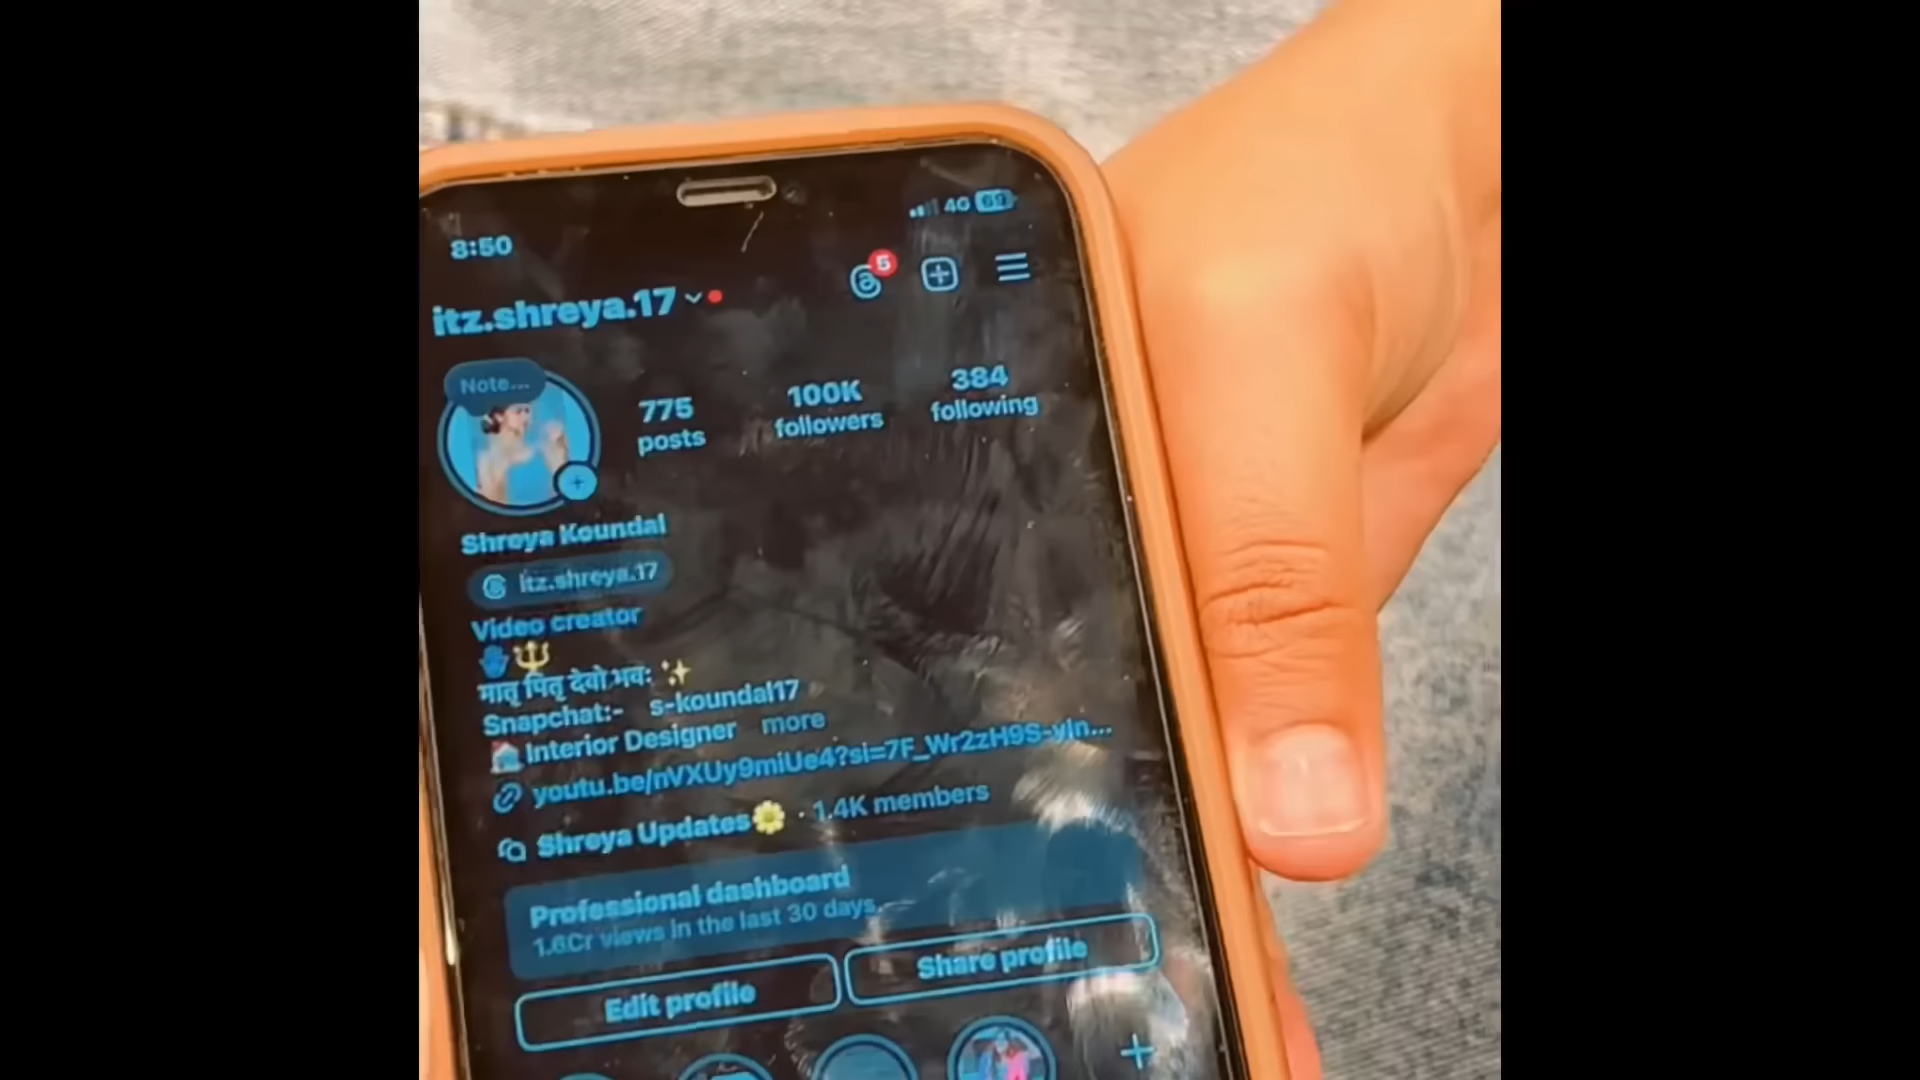 8:50
4G 69
itz.shreya.17
5
Note...
775 posts
100K followers
384 following
Shreya Koundal
itz.shreya.17
Video creator
मातृ पितृ देवो भवः
Snapchat:- s-koundal17
Interior Designer more
youtu.be/nVXUy9miUe4?si=7F_Wr2zH9S-yln...
Shreya Updates · 1.4K members
Professional dashboard
1.6Cr views in the last 30 days.
Edit profile
Share profile